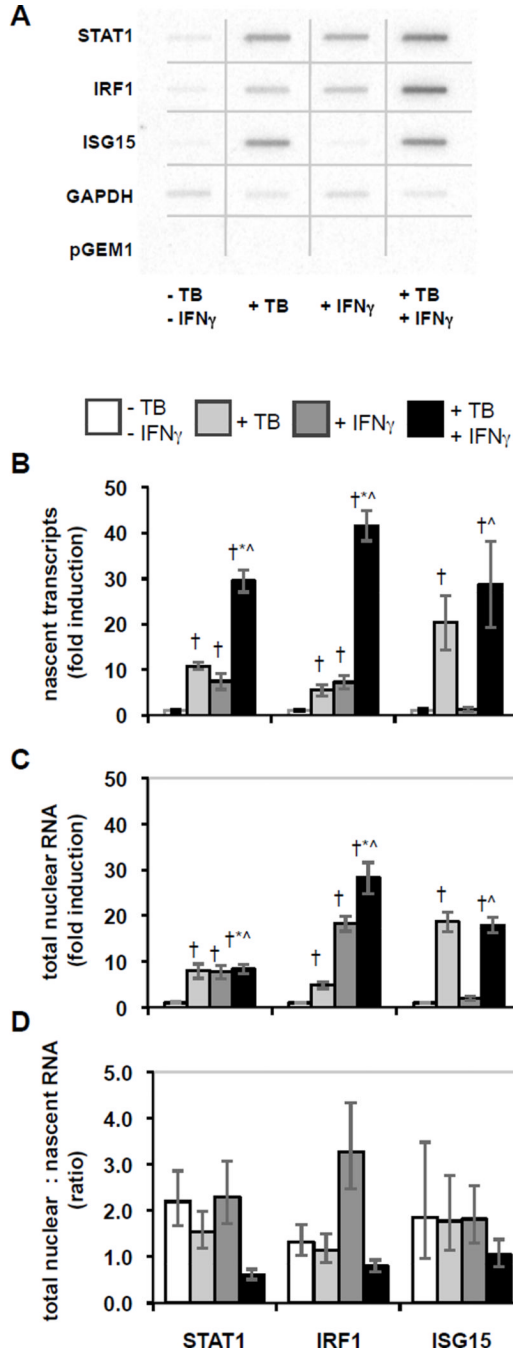 A
STAT1
IRF1
ISG15
GAPDH
pGEM1
- TB
- IFNγ
+ TB
+ IFNγ
+ TB
+ IFNγ
- TB
- IFNγ
+ TB
+ IFNγ
+ TB
+ IFNγ
B
nascent transcripts
(fold induction)
50
40
30
20
10
0
†
†
†*^
†
†
†*^
†
†^
C
total nuclear RNA
(fold induction)
50
40
30
20
10
0
†
†
†*^
†
†
†*^
†
†^
D
total nuclear : nascent RNA
(ratio)
5.0
4.0
3.0
2.0
1.0
0.0
STAT1
IRF1
ISG15